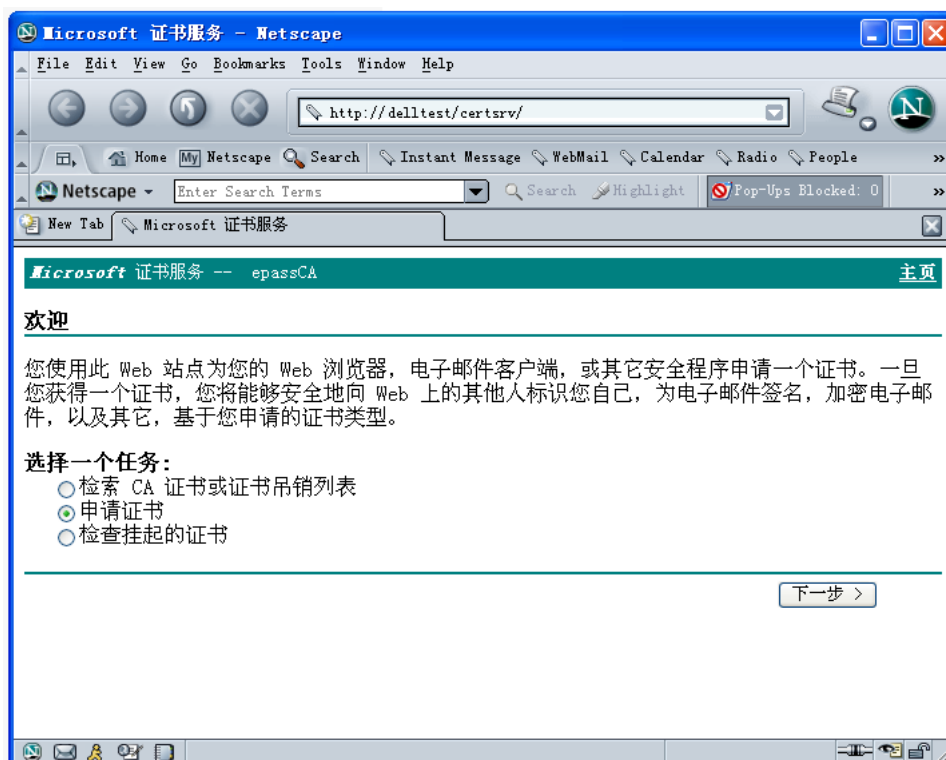 Microsoft 证书服务 - Netscape
File Edit View Go Bookmarks Tools Window Help
http://delltest/certsrv/
N
Home My Netscape Search Instant Message WebMail Calendar Radio People »
N Netscape Enter Search Terms Search Highlight Pop-Ups Blocked: 0 »
New Tab Microsoft 证书服务
Microsoft 证书服务 -- epassCA 主页
欢迎
您使用此 Web 站点为您的 Web 浏览器，电子邮件客户端，或其它安全程序申请一个证书。一旦
您获得一个证书，您将能够安全地向 Web 上的其他人标识您自己，为电子邮件签名，加密电子邮
件，以及其它，基于您申请的证书类型。
选择一个任务:
检索 CA 证书或证书吊销列表
申请证书
检查挂起的证书
下一步 >